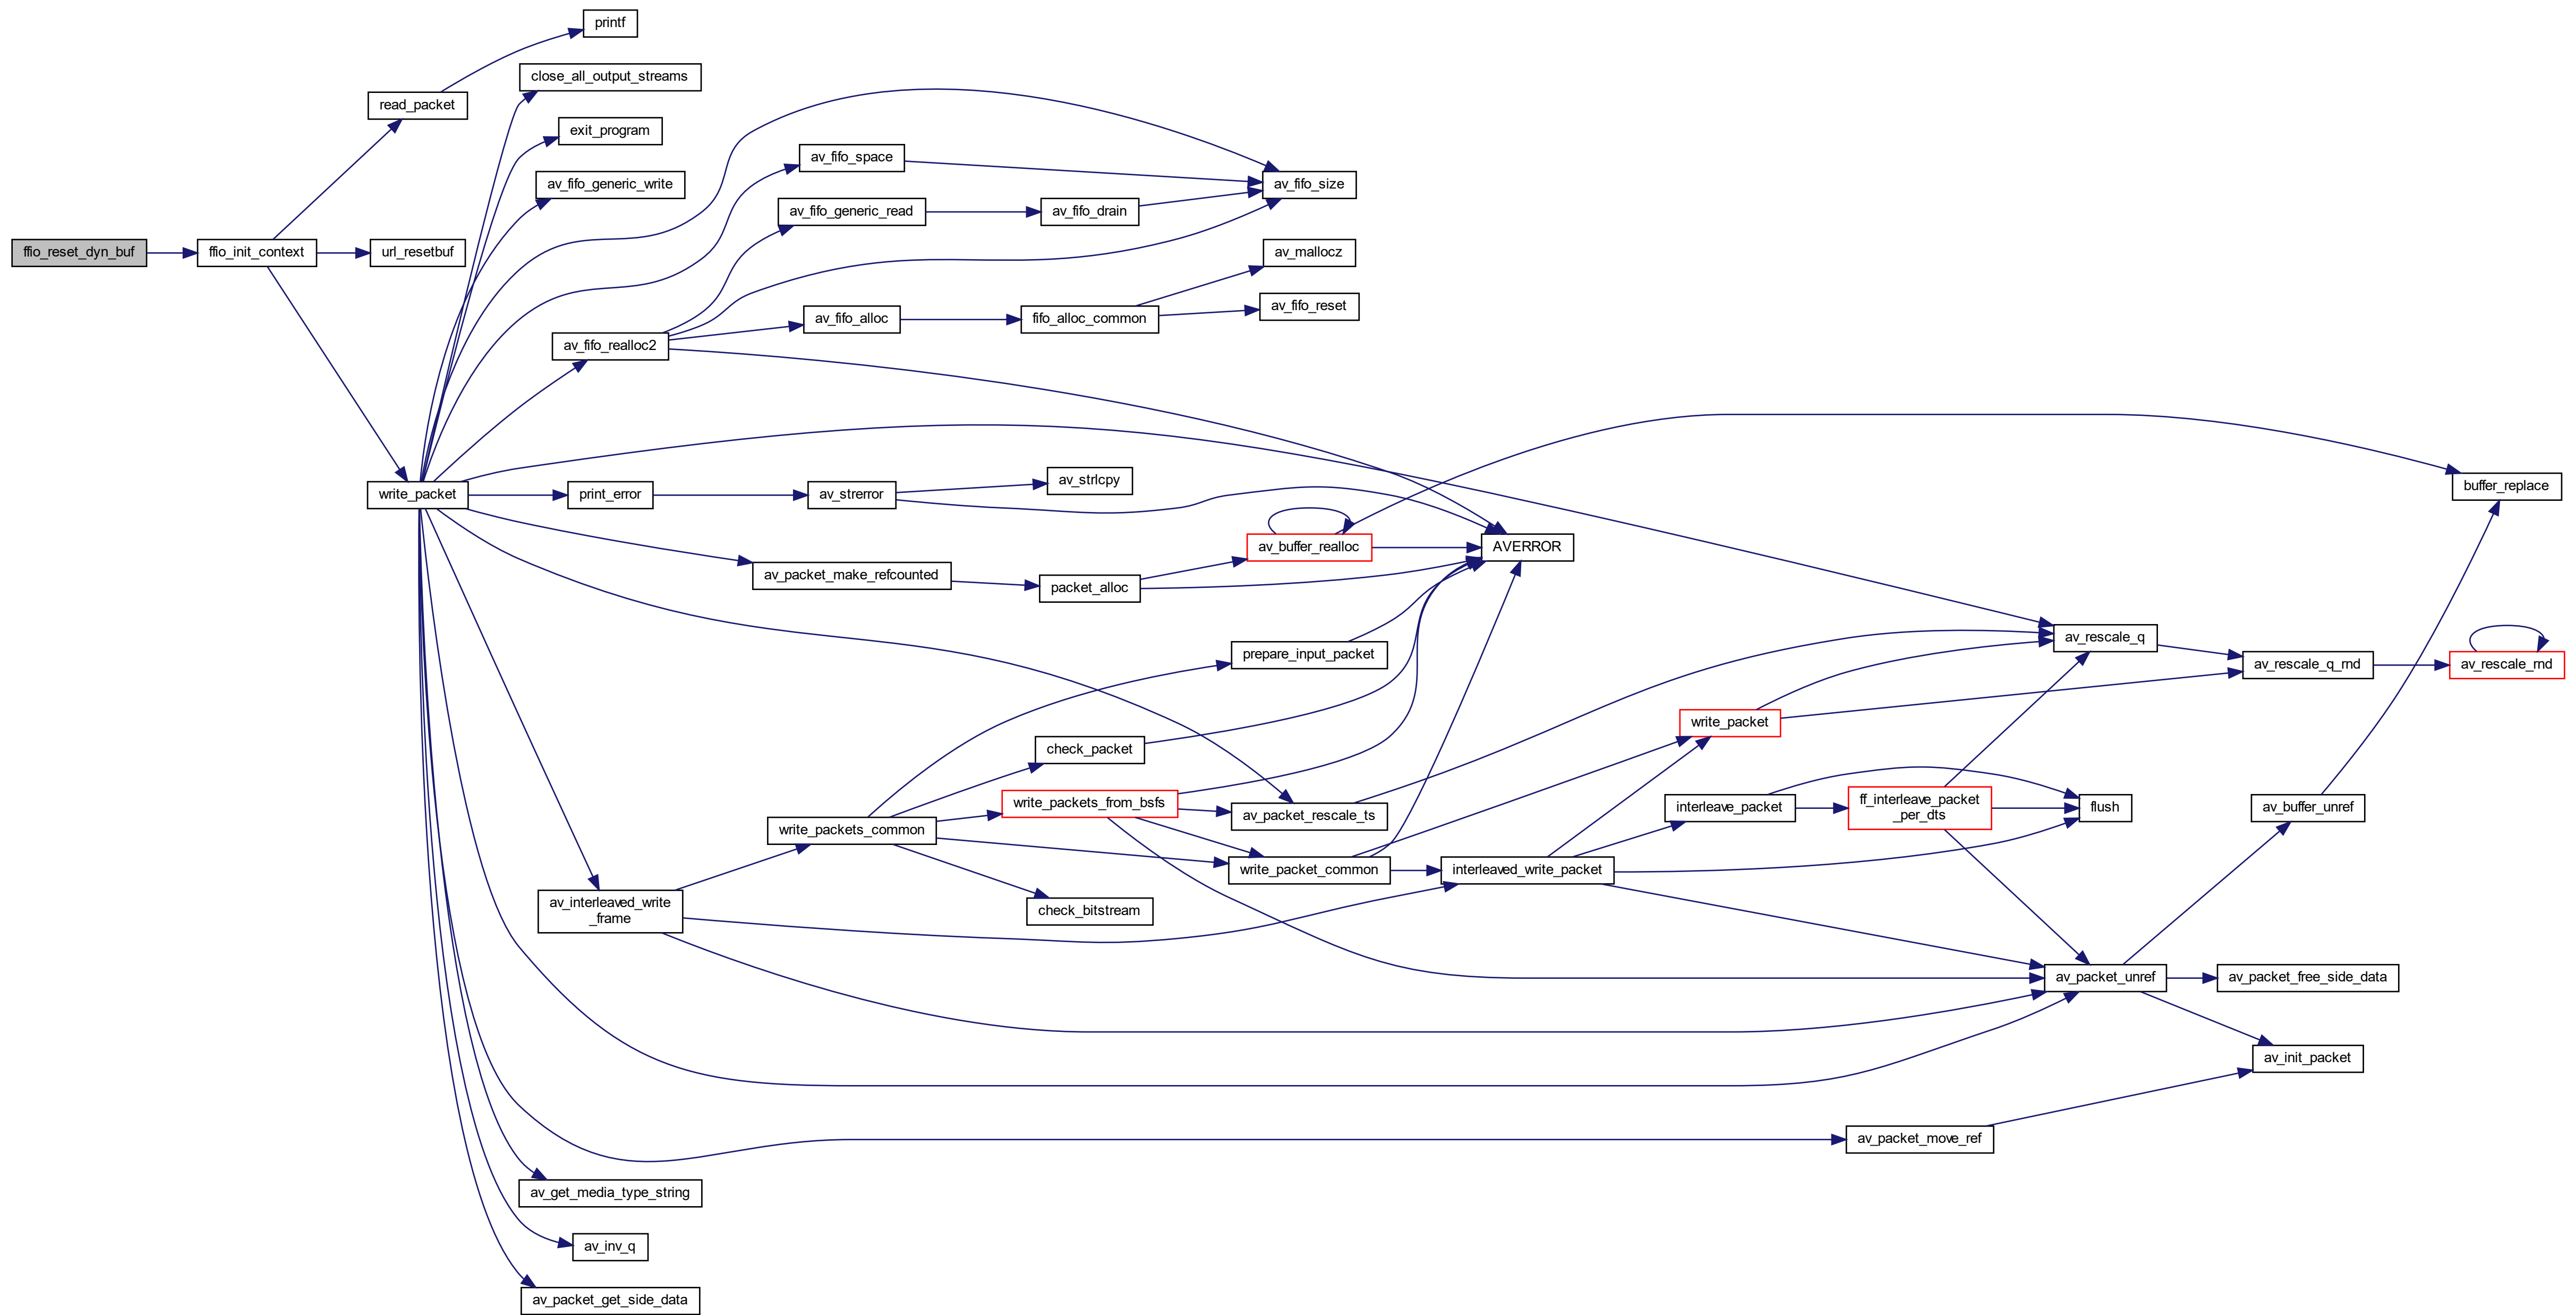 printf
close_all_output_streams
read_packet
exit_program
av_fifo_space
av_fifo_generic_write
av_fifo_size
av_fifo_generic_read
av_fifo_drain
ffio_reset_dyn_buf
ffio_init_context
url_resetbuf
av_mallocz
av_fifo_reset
av_fifo_alloc
fifo_alloc_common
av_fifo_realloc2
av_strlcpy
buffer_replace
write_packet
print_error
av_strerror
av_buffer_realloc
AVERROR
av_packet_make_refcounted
packet_alloc
av_rescale_q
prepare_input_packet
av_rescale_q_rnd
av_rescale_rnd
write_packet
check_packet
write_packets_from_bsfs
interleave_packet
ff_interleave_packet
_per_dts
flush
av_buffer_unref
av_packet_rescale_ts
write_packets_common
write_packet_common
interleaved_write_packet
av_interleaved_write
_frame
check_bitstream
av_packet_unref
av_packet_free_side_data
av_init_packet
av_packet_move_ref
av_get_media_type_string
av_inv_q
av_packet_get_side_data